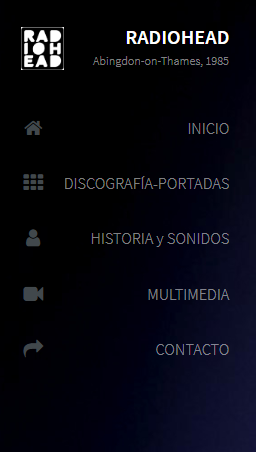 RAD
IOH
EAD
RADIOHEAD
Abingdon-on-Thames, 1985
INICIO
DISCOGRAFÍA-PORTADAS
HISTORIA y SONIDOS
MULTIMEDIA
CONTACTO